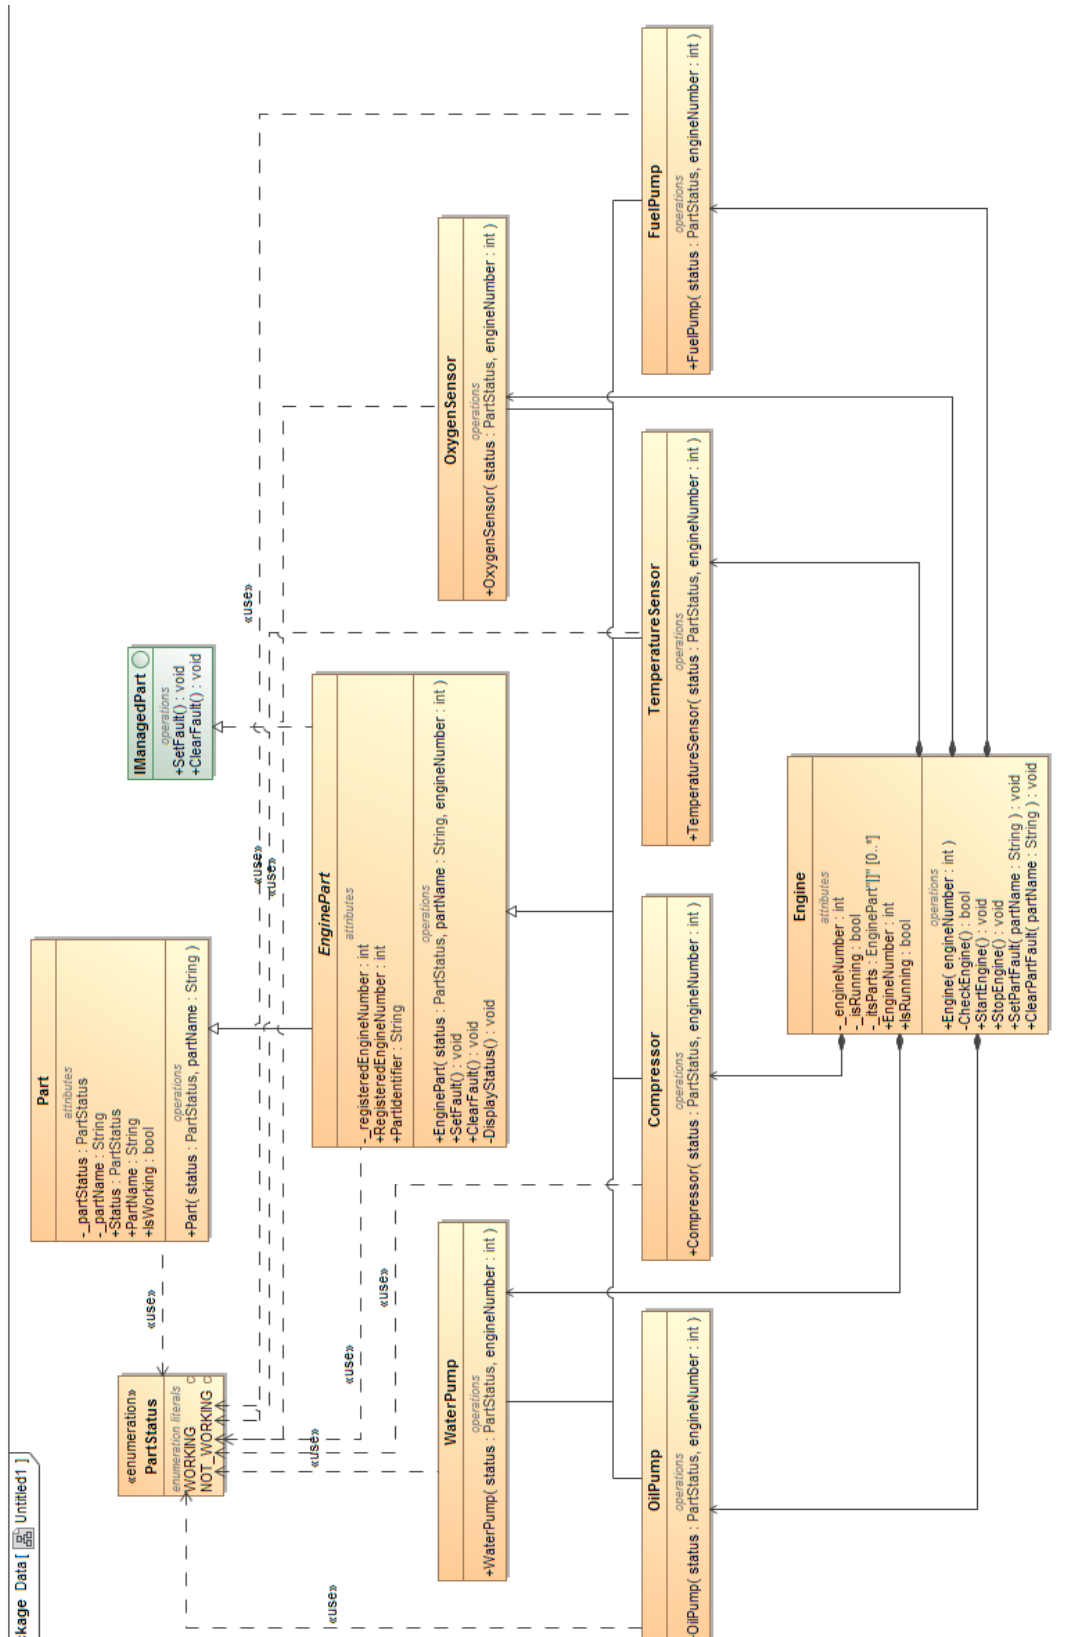 ckage Data [ Untitled1 ]
«enumeration»
PartStatus
enumeration literals
WORKING
NOT_WORKING
Part
attributes
-_partStatus : PartStatus
-_partName : String
+Status : PartStatus
+PartName : String
+IsWorking : bool
operations
+Part( status : PartStatus, partName : String )
IManagedPart
operations
+SetFault() : void
+ClearFault() : void
«use»
«use»
«use»
«use»
«use»
«use»
«use»
«use»
EnginePart
attributes
-_registeredEngineNumber : int
+RegisteredEngineNumber : int
+PartIdentifier : String
operations
+EnginePart( status : PartStatus, partName : String, engineNumber : int )
+SetFault() : void
+ClearFault() : void
-DisplayStatus() : void
WaterPump
operations
+WaterPump( status : PartStatus, engineNumber : int )
OxygenSensor
operations
+OxygenSensor( status : PartStatus, engineNumber : int )
OilPump
operations
OilPump( status : PartStatus, engineNumber : int )
Compressor
operations
+Compressor( status : PartStatus, engineNumber : int )
TemperatureSensor
operations
+TemperatureSensor( status : PartStatus, engineNumber : int )
FuelPump
operations
+FuelPump( status : PartStatus, engineNumber : int )
Engine
attributes
-_engineNumber : int
-_isRunning : bool
-_itsParts : EnginePart"[]" [0..*]
+EngineNumber : int
+IsRunning : bool
operations
+Engine( engineNumber : int )
-CheckEngine() : bool
+StartEngine() : void
+StopEngine() : void
+SetPartFault( partName : String ) : void
+ClearPartFault( partName : String ) : void